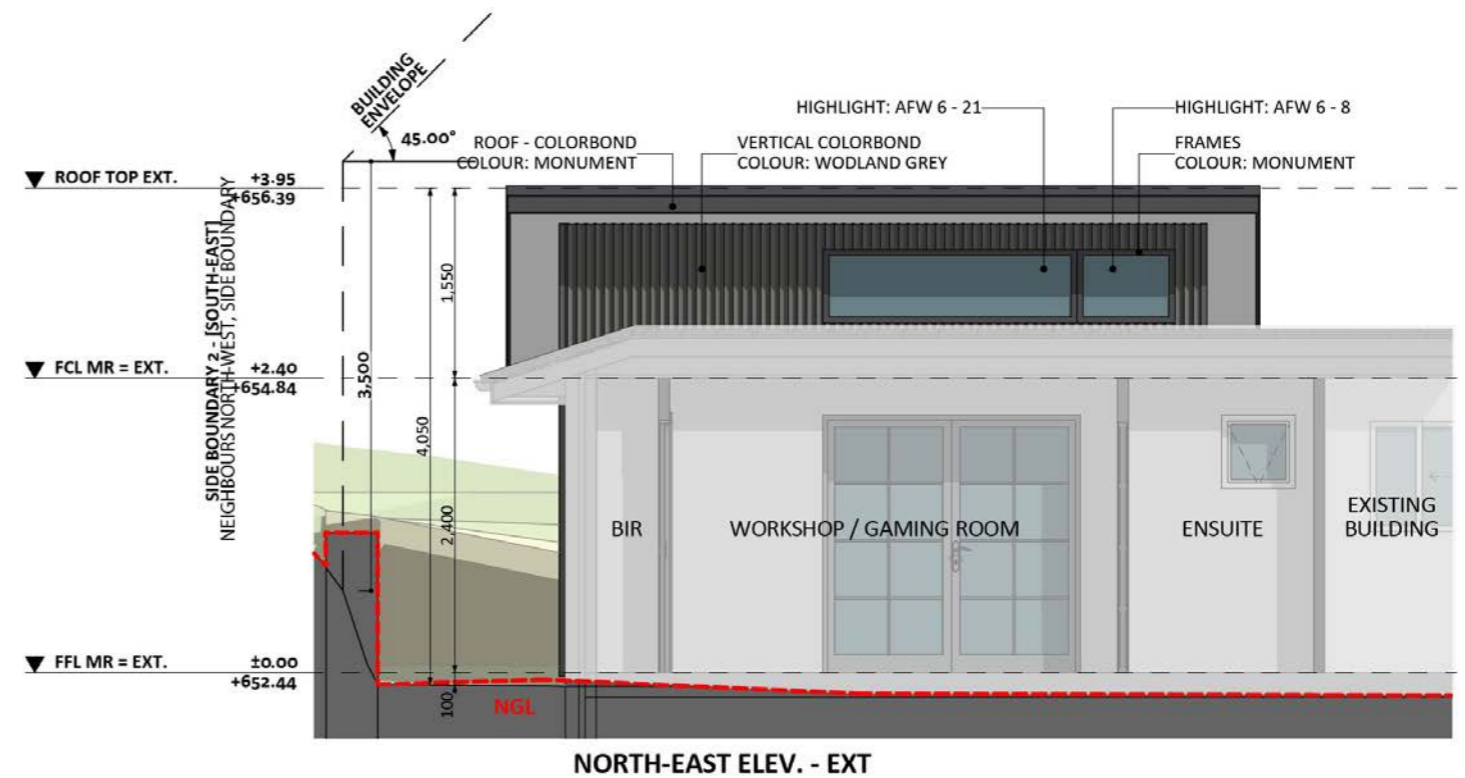 BUILDING
ENVELOPE
45.00°
HIGHLIGHT: AFW 6 - 21
HIGHLIGHT: AFW 6 - 8
ROOF - COLORBOND
COLOUR: MONUMENT
VERTICAL COLORBOND
COLOUR: WODLAND GREY
FRAMES
COLOUR: MONUMENT
ROOF TOP EXT.
+3.95
+656.39
SIDE BOUNDARY 2 - [SOUTH-EAST]
NEIGHBOURS NORTH-WEST, SIDE BOUNDARY
1,550
3,500
FCL MR = EXT.
+2.40
+654.84
4,050
2,400
BIR
WORKSHOP / GAMING ROOM
ENSUITE
EXISTING
BUILDING
FFL MR = EXT.
±0.00
+652.44
100
NGL
NORTH-EAST ELEV. - EXT